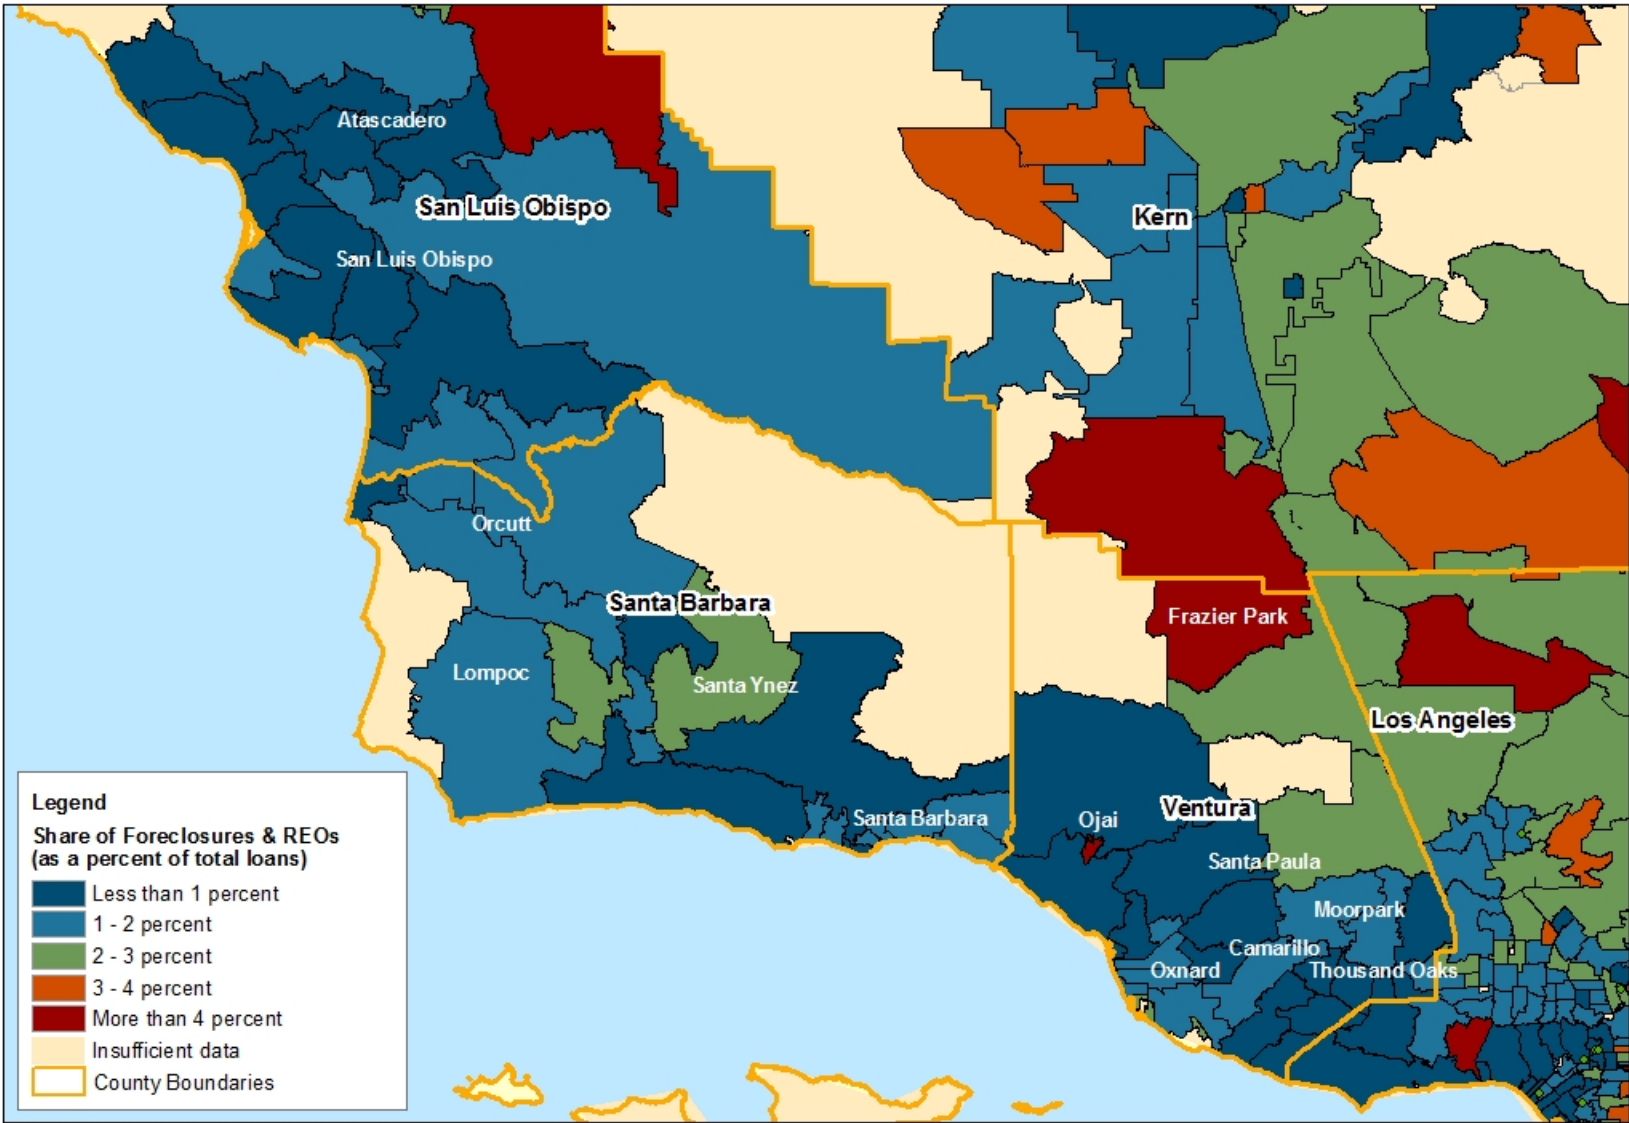 Atascadero
San Luis Obispo
Kern
San Luis Obispo
Orcutt
Santa Barbara
Frazier Park
Lompoc
Santa Ynez
Los Angeles
Ventura
Santa Barbara
Ojai
Santa Paula
Moorpark
Camarillo
Oxnard
Thousand Oaks
Legend
Share of Foreclosures & REOs
(as a percent of total loans)
Less than 1 percent
1 - 2 percent
2 - 3 percent
3 - 4 percent
More than 4 percent
Insufficient data
County Boundaries